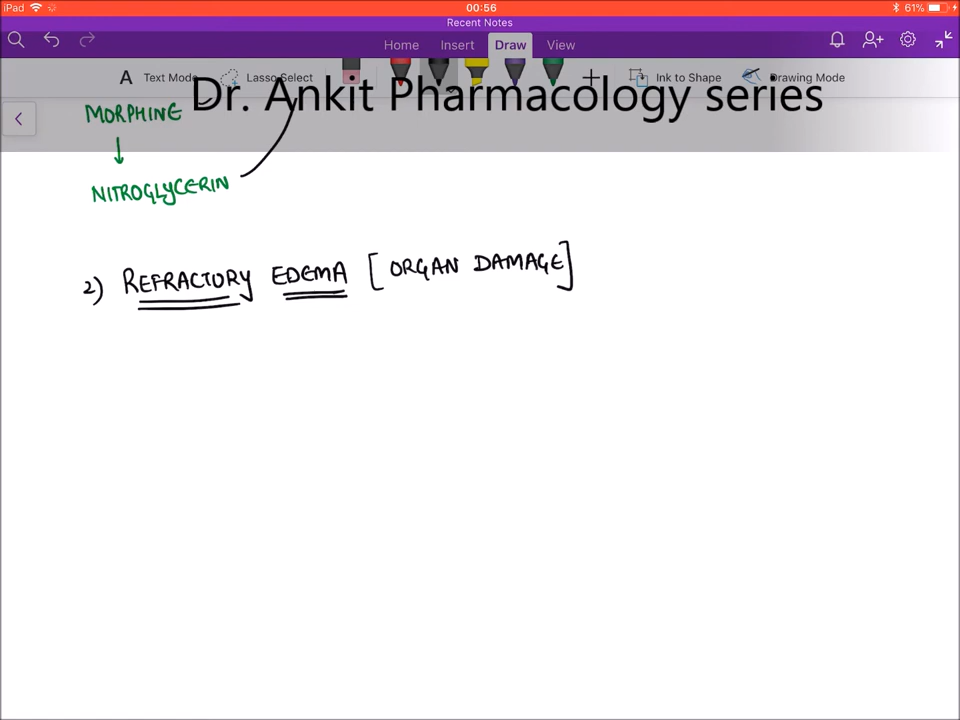 iPad 00:56 61%
Recent Notes
Home Insert Draw View
A Text Mode Lasso Select Ink to Shape Drawing Mode
Dr. Ankit Pharmacology series
MORPHINE
NITROGLYCERIN
2) REFRACTORY EDEMA [ORGAN DAMAGE]